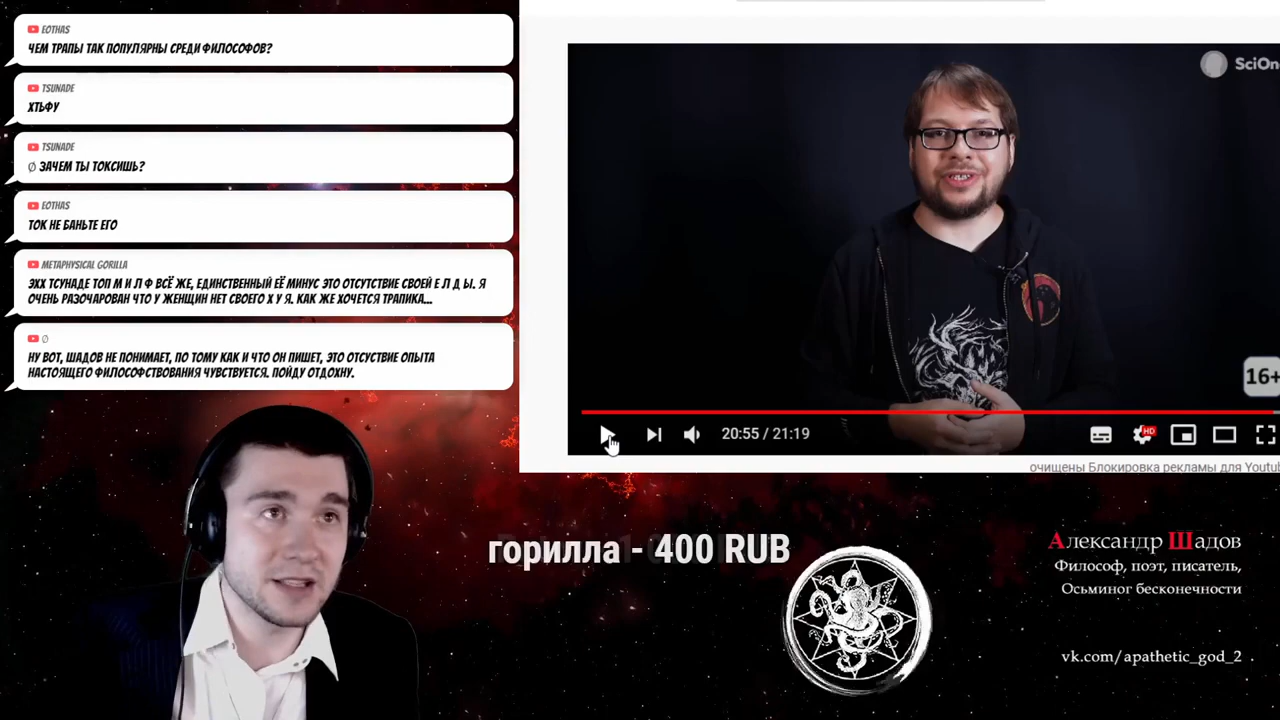 EOTHAS
ЧЕМ ТРАПЫ ТАК ПОПУЛЯРНЫ СРЕДИ ФИЛОСОФОВ?
TSUNADE
ХТЬФУ
TSUNADE
Ø ЗАЧЕМ ТЫ ТОКСИШЬ?
EOTHAS
ТОК НЕ БАНЬТЕ ЕГО
METAPHYSICAL GORILLA
ЭХХ ТСУНАДЕ ТОП М И Л Ф ВСЁ ЖЕ, ЕДИНСТВЕННЫЙ ЕЁ МИНУС ЭТО ОТСУТСТВИЕ СВОЕЙ Е Л Д Ы. Я
ОЧЕНЬ РАЗОЧАРОВАН ЧТО У ЖЕНЩИН НЕТ СВОЕГО Х У Я. КАК ЖЕ ХОЧЕТСЯ ТРАПИКА...
Ø
НУ ВОТ, ШАДОВ НЕ ПОНИМАЕТ, ПО ТОМУ КАК И ЧТО ОН ПИШЕТ, ЭТО ОТСУСТВИЕ ОПЫТА
НАСТОЯЩЕГО ФИЛОСОФСТВОВАНИЯ ЧУВСТВУЕТСЯ. ПОЙДУ ОТДОХНУ.
SciOn
16+
20:55 / 21:19
HD
очищены Блокировка рекламы для Youtu
горилла - 400 RUB
Александр Шадов
Философ, поэт, писатель,
Осьминог бесконечности
vk.com/apathetic_god_2